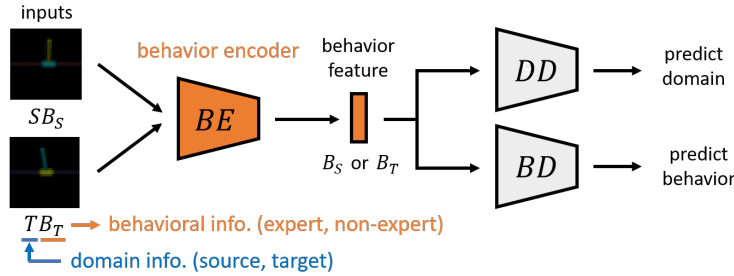 inputs
SB_S
TB_T
behavior encoder
BE
behavior
feature
B_S or B_T
DD
BD
predict
domain
predict
behavior
behavioral info. (expert, non-expert)
domain info. (source, target)